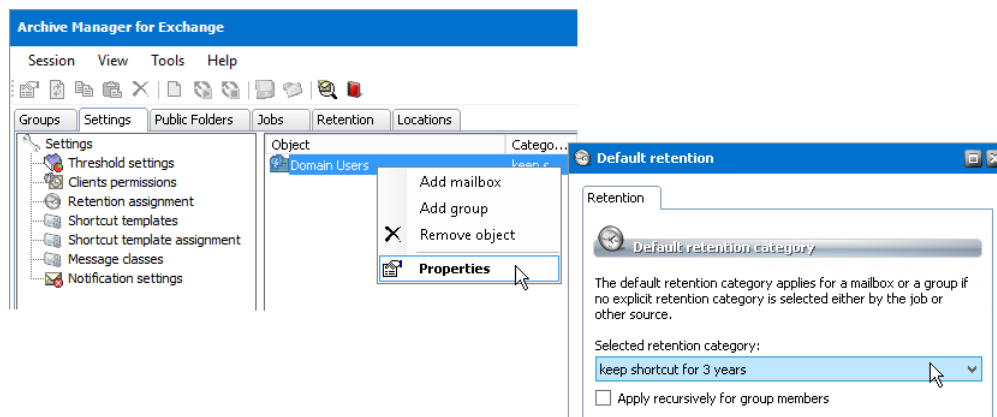 Archive Manager for Exchange
Session View Tools Help
Groups Settings Public Folders Jobs Retention Locations
Settings
Threshold settings
Clients permissions
Retention assignment
Shortcut templates
Shortcut template assignment
Message classes
Notification settings
Object Catego...
Domain Users keep s
Add mailbox
Add group
Remove object
Properties
Default retention
Retention
Default retention category
The default retention category applies for a mailbox or a group if
no explicit retention category is selected either by the job or
other source.
Selected retention category:
keep shortcut for 3 years
Apply recursively for group members